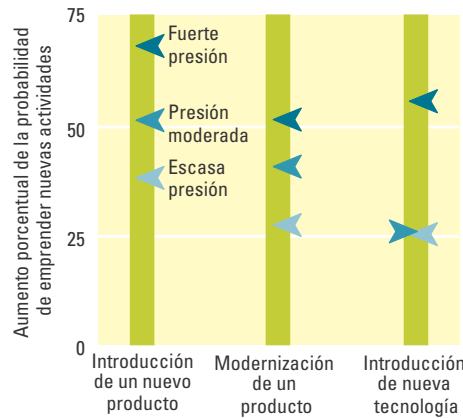 Aumento porcentual de la probabilidad
de emprender nuevas actividades
75
50
25
0
Fuerte
presión
Presión
moderada
Escasa
presión
Introducción
de un nuevo
producto
Modernización
de un
producto
Introducción
de nueva
tecnología